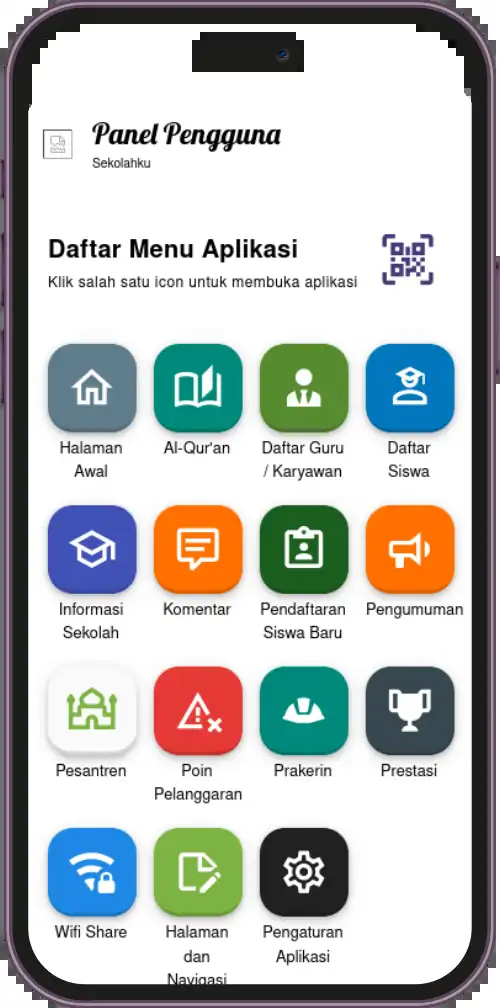 Panel Pengguna
Sekolahku
Daftar Menu Aplikasi
Klik salah satu icon untuk membuka aplikasi
Halaman
Awal
Al-Qur'an
Daftar Guru
/ Karyawan
Daftar
Siswa
Informasi
Sekolah
Komentar
Pendaftaran
Siswa Baru
Pengumuman
Pesantren
Poin
Pelanggaran
Prakerin
Prestasi
Wifi Share
Halaman
dan
Navigasi
Pengaturan
Aplikasi